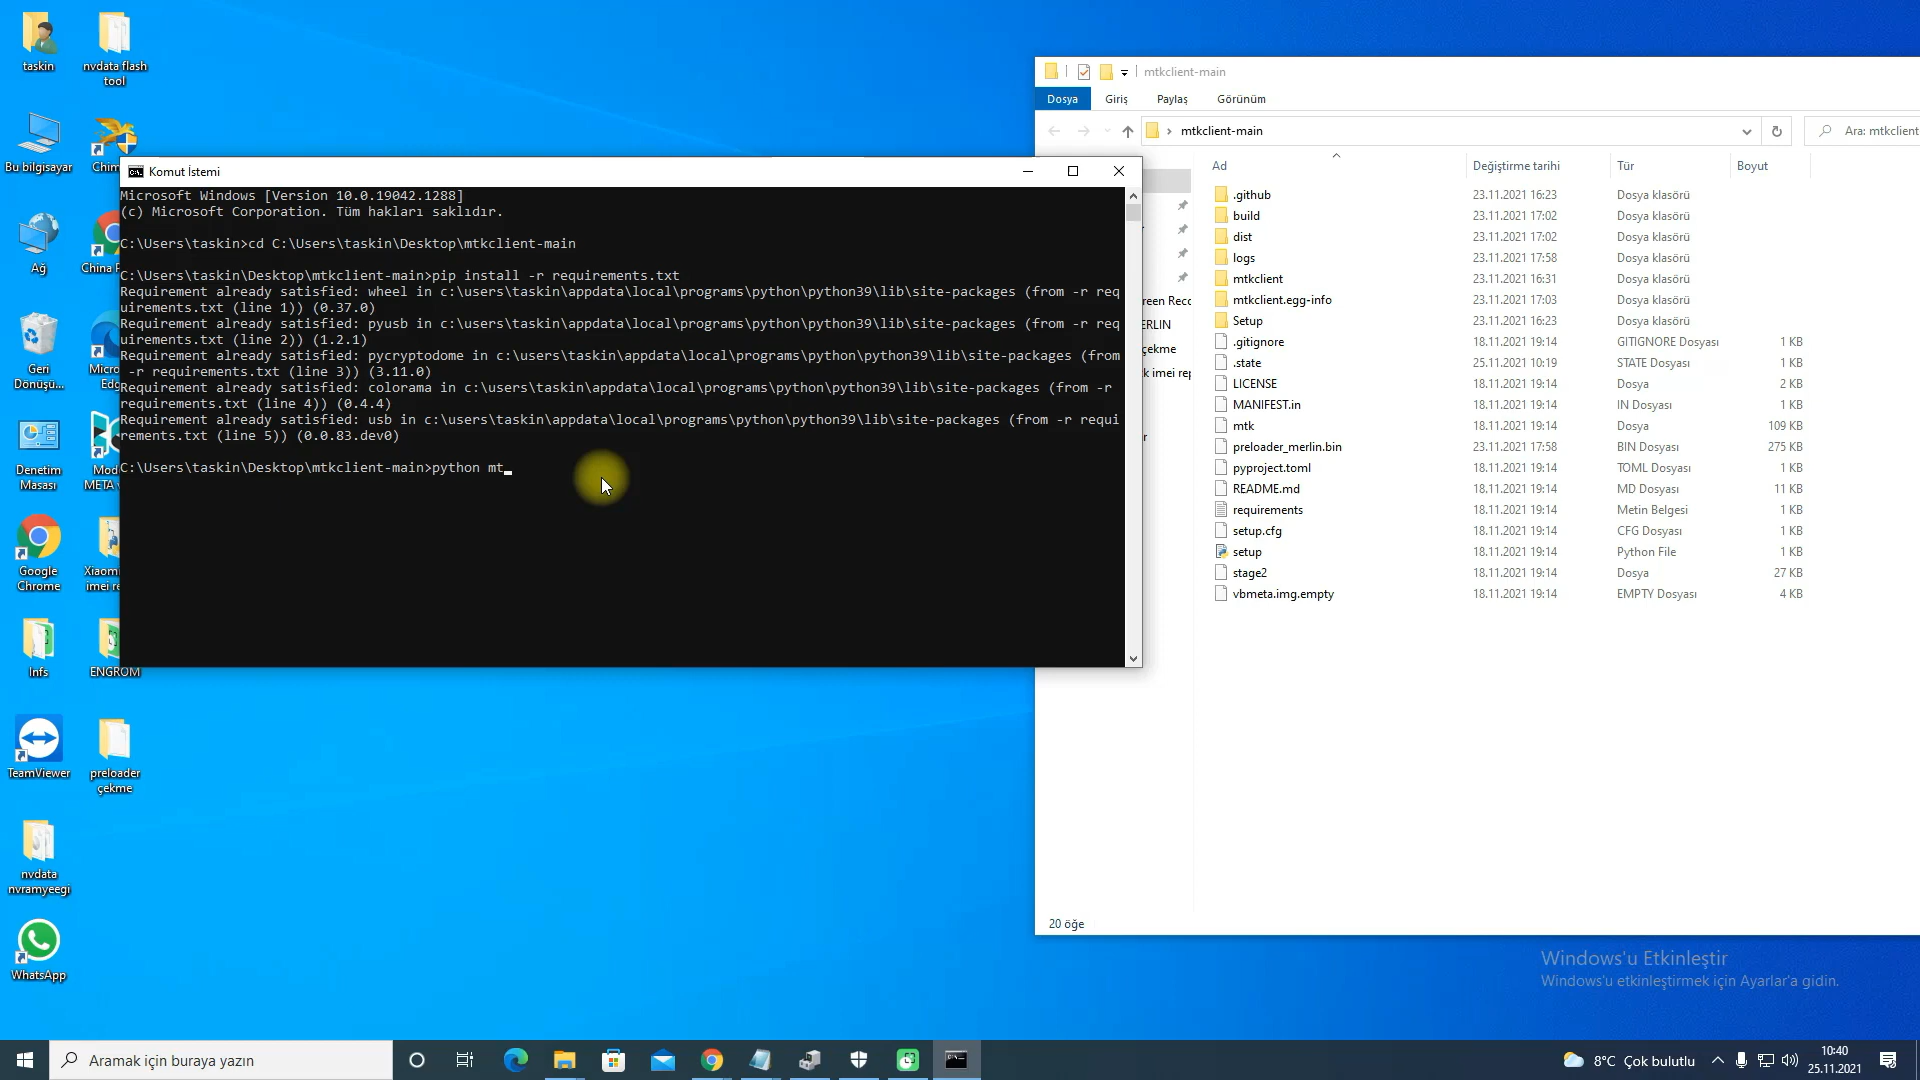 taskin
nvdata flash
tool
Bu bilgisayar
Chim
Ağ
China P
Geri
Dönüşü...
Micro
Edg
Denetim
Masası
Mod
META v
Google
Chrome
Xiaom
imei re
Infs
ENGROM
TeamViewer
preloader
çekme
nvdata
nvramyeegi
WhatsApp
Komut İstemi
Microsoft Windows [Version 10.0.19042.1288]
(c) Microsoft Corporation. Tüm hakları saklıdır.
C:\Users\taskin>cd C:\Users\taskin\Desktop\mtkclient-main
C:\Users\taskin\Desktop\mtkclient-main>pip install -r requirements.txt
Requirement already satisfied: wheel in c:\users\taskin\appdata\local\programs\python\python39\lib\site-packages (from -r req
uirements.txt (line 1)) (0.37.0)
Requirement already satisfied: pyusb in c:\users\taskin\appdata\local\programs\python\python39\lib\site-packages (from -r req
uirements.txt (line 2)) (1.2.1)
Requirement already satisfied: pycryptodome in c:\users\taskin\appdata\local\programs\python\python39\lib\site-packages (from
-r requirements.txt (line 3)) (3.11.0)
Requirement already satisfied: colorama in c:\users\taskin\appdata\local\programs\python\python39\lib\site-packages (from -r
requirements.txt (line 4)) (0.4.4)
Requirement already satisfied: usb in c:\users\taskin\appdata\local\programs\python\python39\lib\site-packages (from -r requi
rements.txt (line 5)) (0.0.83.dev0)
C:\Users\taskin\Desktop\mtkclient-main>python mt_
mtkclient-main
Dosya Giriş Paylaş Görünüm
mtkclient-main
Ara: mtkclient
Ad Değiştirme tarihi Tür Boyut
.github 23.11.2021 16:23 Dosya klasörü
build 23.11.2021 17:02 Dosya klasörü
dist 23.11.2021 17:02 Dosya klasörü
logs 23.11.2021 17:58 Dosya klasörü
mtkclient 23.11.2021 16:31 Dosya klasörü
mtkclient.egg-info 23.11.2021 17:03 Dosya klasörü
Setup 23.11.2021 16:23 Dosya klasörü
.gitignore 18.11.2021 19:14 GITIGNORE Dosyası 1 KB
.state 25.11.2021 10:19 STATE Dosyası 1 KB
LICENSE 18.11.2021 19:14 Dosya 2 KB
MANIFEST.in 18.11.2021 19:14 IN Dosyası 1 KB
mtk 18.11.2021 19:14 Dosya 109 KB
preloader_merlin.bin 23.11.2021 17:58 BIN Dosyası 275 KB
pyproject.toml 18.11.2021 19:14 TOML Dosyası 1 KB
README.md 18.11.2021 19:14 MD Dosyası 11 KB
requirements 18.11.2021 19:14 Metin Belgesi 1 KB
setup.cfg 18.11.2021 19:14 CFG Dosyası 1 KB
setup 18.11.2021 19:14 Python File 1 KB
stage2 18.11.2021 19:14 Dosya 27 KB
vbmeta.img.empty 18.11.2021 19:14 EMPTY Dosyası 4 KB
reen Reco
ERLIN
çekme
k imei rep
r
20 öğe
Windows'u Etkinleştir
Windows'u etkinleştirmek için Ayarlar'a gidin.
Aramak için buraya yazın
8°C Çok bulutlu
10:40
25.11.2021